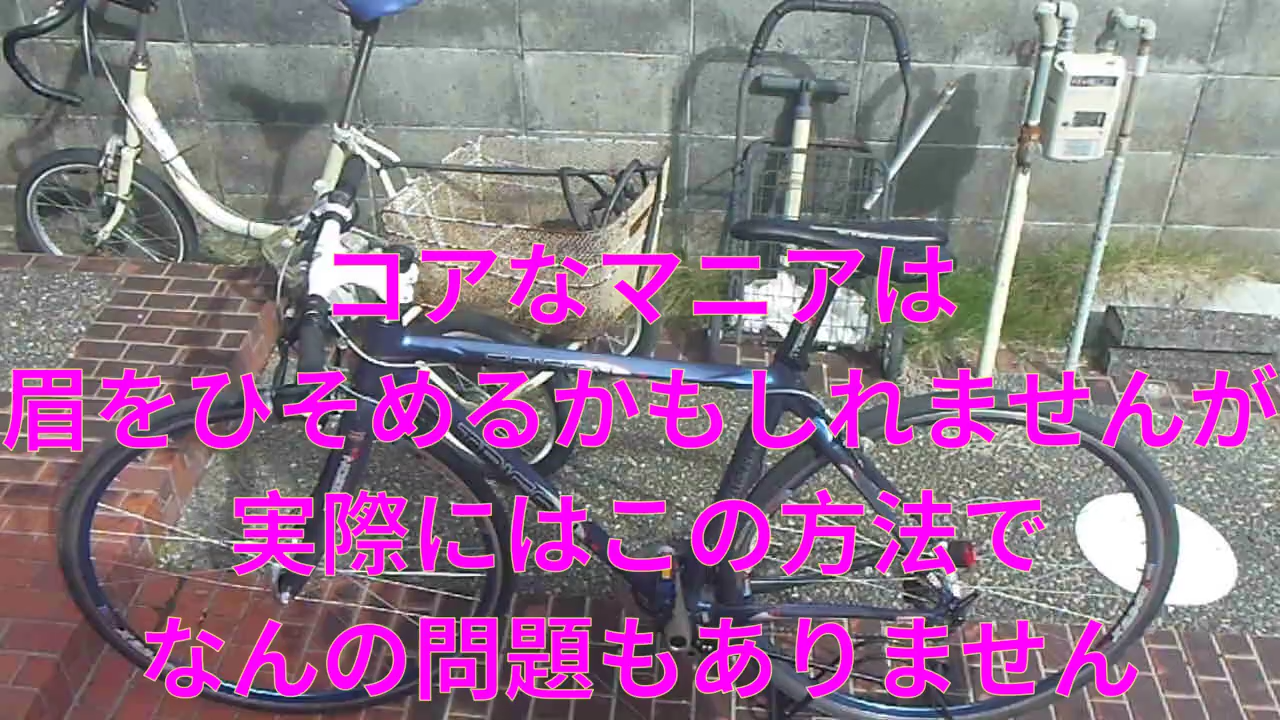 コアなマニアは
眉をひそめるかもしれませんが
実際にはこの方法で
なんの問題もありません